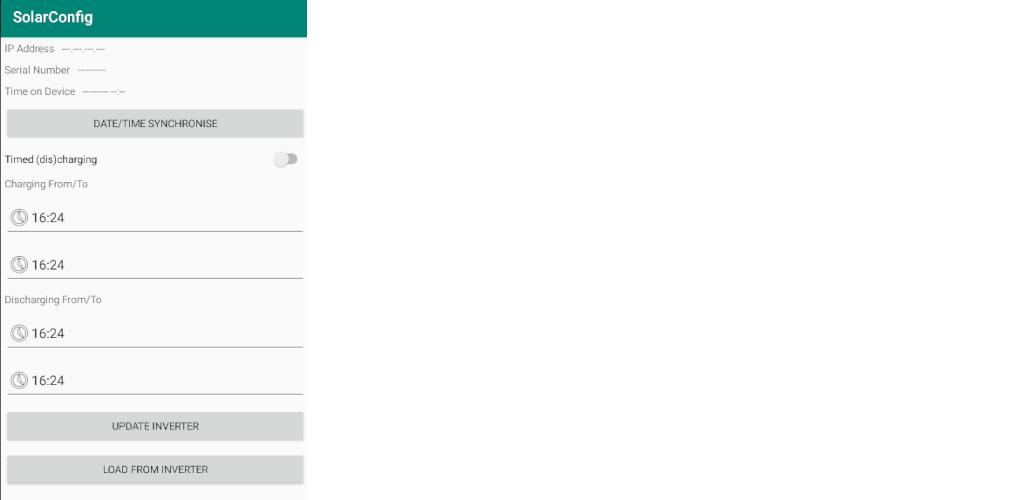 SolarConfig
IP Address ---.---.---.---
Serial Number ----------
Time on Device --------- --:--
DATE/TIME SYNCHRONISE
Timed (dis)charging
Charging From/To
16:24
16:24
Discharging From/To
16:24
16:24
UPDATE INVERTER
LOAD FROM INVERTER